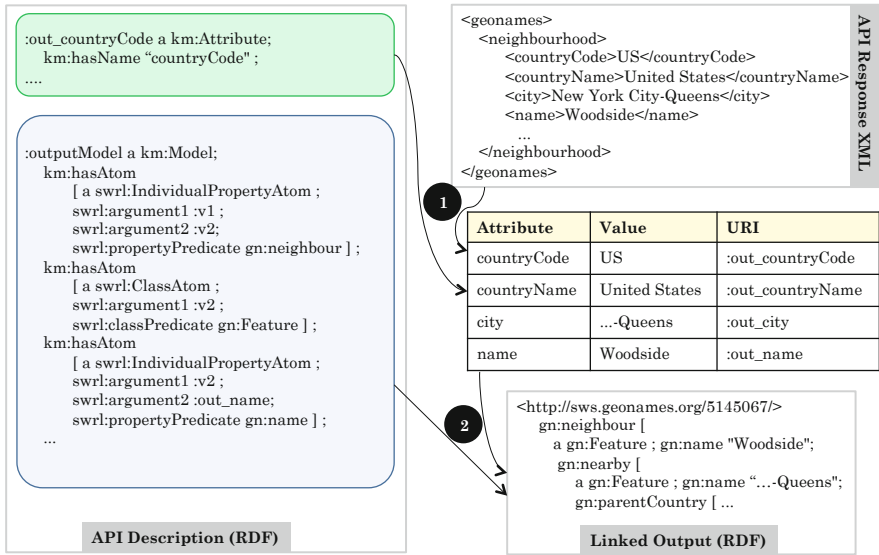 :out_countryCode a km:Attribute;
km:hasName “countryCode" ;
....
:outputModel a km:Model;
km:hasAtom
[ a swrl:IndividualPropertyAtom ;
swrl:argument1 :v1 ;
swrl:argument2 :v2;
swrl:propertyPredicate gn:neighbour ] ;
km:hasAtom
[ a swrl:ClassAtom ;
swrl:argument1 :v2 ;
swrl:classPredicate gn:Feature ] ;
km:hasAtom
[ a swrl:IndividualPropertyAtom ;
swrl:argument1 :v2 ;
swrl:argument2 :out_name;
swrl:propertyPredicate gn:name ] ;
...
API Description (RDF)
<geonames>
<neighbourhood>
<countryCode>US</countryCode>
<countryName>United States</countryName>
<city>New York City-Queens</city>
<name>Woodside</name>
...
</neighbourhood>
</geonames>
API Response XML
1
Attribute Value URI
countryCode US :out_countryCode
countryName United States :out_countryName
city ...-Queens :out_city
name Woodside :out_name
2
<http://sws.geonames.org/5145067/>
gn:neighbour [
a gn:Feature ; gn:name "Woodside";
gn:nearby [
a gn:Feature ; gn:name “…-Queens";
gn:parentCountry [ ...
Linked Output (RDF)